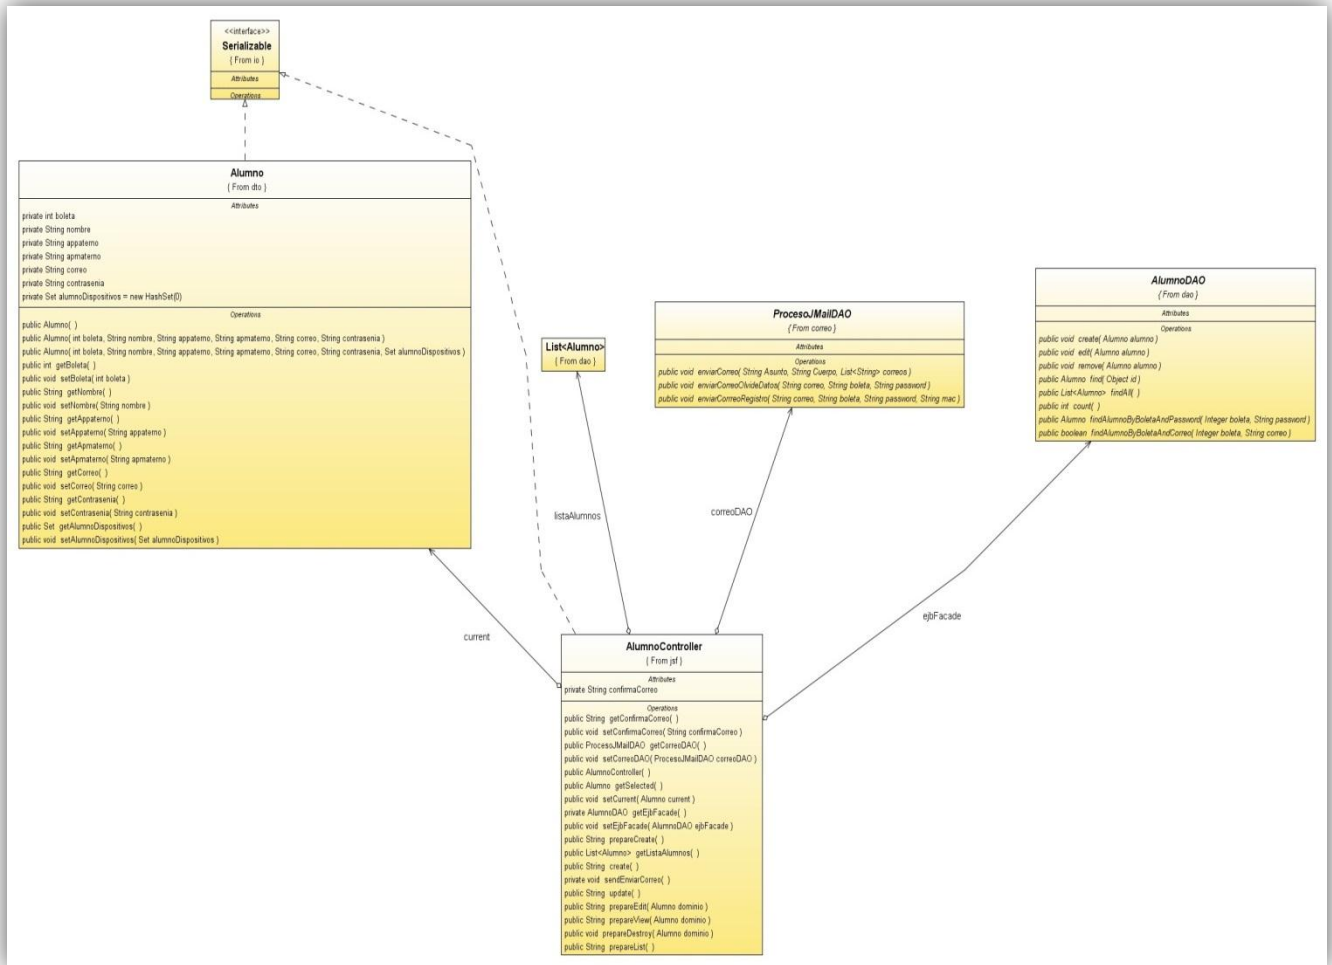 <<interface>>
Serializable
{ From io }
Attributes
Operations
Alumno
{ From dto }
Attributes
private int boleta
private String nombre
private String appaterno
private String apmaterno
private String correo
private String contrasenia
private Set alumnoDispositivos = new HashSet(0)
Operations
public Alumno( )
public Alumno( int boleta, String nombre, String appaterno, String apmaterno, String correo, String contrasenia )
public Alumno( int boleta, String nombre, String appaterno, String apmaterno, String correo, String contrasenia, Set alumnoDispositivos )
public int getBoleta( )
public void setBoleta( int boleta )
public String getNombre( )
public void setNombre( String nombre )
public String getAppaterno( )
public void setAppaterno( String appaterno )
public String getApmaterno( )
public void setApmaterno( String apmaterno )
public String getCorreo( )
public void setCorreo( String correo )
public String getContrasenia( )
public void setContrasenia( String contrasenia )
public Set getAlumnoDispositivos( )
public void setAlumnoDispositivos( Set alumnoDispositivos )
List<Alumno>
{ From dao }
ProcesoJMailDAO
{ From correo }
Attributes
Operations
public void enviarCorreo( String Asunto, String Cuerpo, List<String> correos )
public void enviarCorreoOlvideDatos( String correo, String boleta, String password )
public void enviarCorreoRegistro( String correo, String boleta, String password, String mac )
AlumnoDAO
{ From dao }
Attributes
Operations
public void create( Alumno alumno )
public void edit( Alumno alumno )
public void remove( Alumno alumno )
public Alumno find( Object id )
public List<Alumno> findAll( )
public int count( )
public Alumno findAlumnoByBoletaAndPassword( Integer boleta, String password )
public boolean findAlumnoByBoletaAndCorreo( Integer boleta, String correo )
listaAlumnos
correoDAO
ejbFacade
current
AlumnoController
{ From jsf }
Attributes
private String confirmaCorreo
Operations
public String getConfirmaCorreo( )
public void setConfirmaCorreo( String confirmaCorreo )
public ProcesoJMailDAO getCorreoDAO( )
public void setCorreoDAO( ProcesoJMailDAO correoDAO )
public AlumnoController( )
public Alumno getSelected( )
public void setCurrent( Alumno current )
private AlumnoDAO getEjbFacade( )
public void setEjbFacade( AlumnoDAO ejbFacade )
public String prepareCreate( )
public List<Alumno> getListaAlumnos( )
public String create( )
private void sendEnviarCorreo( )
public String update( )
public String prepareEdit( Alumno dominio )
public String prepareView( Alumno dominio )
public void prepareDestroy( Alumno dominio )
public String prepareList( )